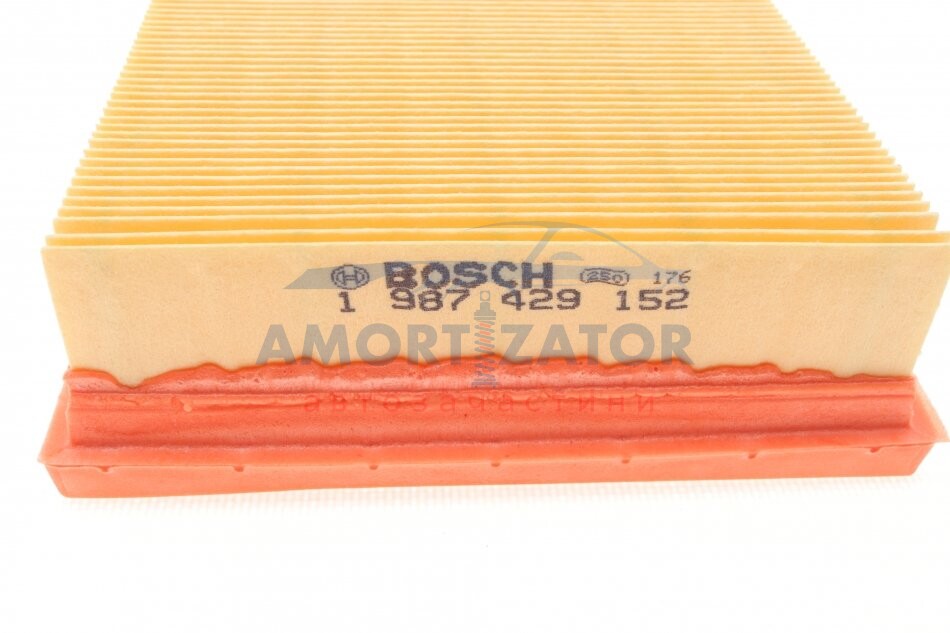 BOSCH 250 176
1 987 429 152
AMORTIZATOR
автозапчастини